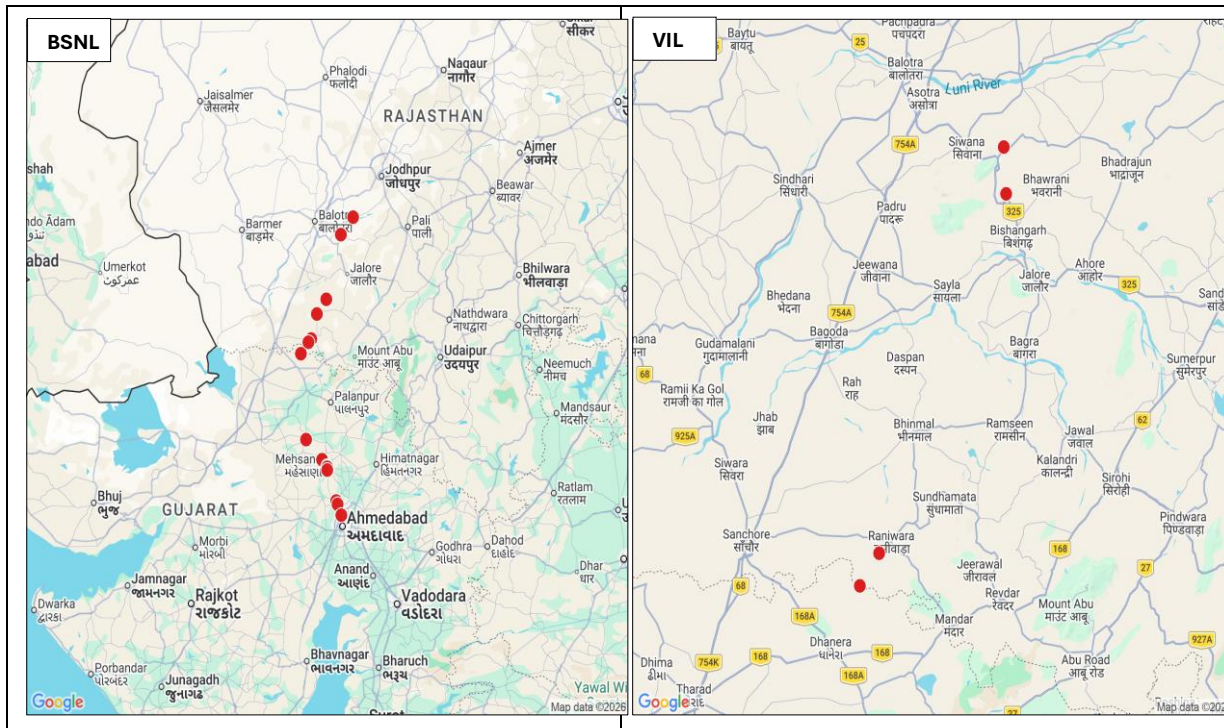 BSNL
सीकर
Phalodi
फलोदी
Nagaur
नागौर
Jaisalmer
जैसलमेर
RAJASTHAN
Ajmer
अजमेर
Jodhpur
जोधपुर
Beawar
ब्यावर
Balotra
Barmer
बाड़मेर
Pali
पाली
Umerkot
عمرکوٹ
Jalore
जालौर
Bhilwara
भीलवाड़ा
Nathdwara
नाथद्वारा
Chittorgarh
चित्तौड़गढ़
Mount Abu
माउंट आबू
Udaipur
उदयपुर
Neemuch
नीमच
Palanpur
પાલનપુર
Mandsaur
मंदसौर
Mehsana
મહેસાણા
Himatnagar
હિંમતનગર
Bhuj
ભુજ
GUJARAT
Ratlam
रतलाम
Ahmedabad
અમદાવાદ
Morbi
મોરબી
Godhra
ગોધરા
Dahod
દાહોદ
Dhar
धार
Jamnagar
જામનગર
Anand
આણંદ
Dwarka
દ્વારકા
Rajkot
રાજકોટ
Vadodara
વડોદરા
Porbandar
પોરબંદર
Junagadh
જુનાગઢ
Bhavnagar
ભાવનગર
Bharuch
ભરૂચ
Surat
Yawal Wi
Google
Map data ©2026
VIL
Baytu
बायतू
25
Pachpadra
पचपदरा
Balotra
बालोतरा
Asotra
असोत्रा
Luni River
754A
Siwana
सिवाना
Bhadrajun
भाद्राजून
Sindhari
सिंधारी
Bhawrani
भवरानी
Padru
पादरू
325
Bishangarh
बिशंगढ़
Jeewana
जीवाना
Sayla
सायला
Jalore
जालौर
Ahore
आहोर
325
Bhedana
भेदना
754A
Bagoda
बागोडा
Gudamalani
गुदामालानी
Daspan
दस्पन
Bagra
बागरा
Sumerpur
सुमेरपुर
68
Ramji Ka Gol
रामजी का गोल
Rah
राह
62
925A
Jhab
झाब
Bhinmal
भीनमाल
Ramseen
रामसीन
Jawal
जवाल
Siwara
सिवरा
Kalandri
कालन्द्री
Sirohi
सिरोही
Sundhamata
सुंधामाता
Pindwara
पिण्डवाड़ा
Sanchore
साँचौर
Raniwara
168
Jeerawal
जीरावल
27
68
Revdar
रेवदर
Mount Abu
माउंट आबू
168A
Mandar
मंदार
Dhanera
ધાનેરા
927A
Dhima
ઢીમા
754K
168
168
168A
Abu Road
आबू रोड
Tharad
27
Google